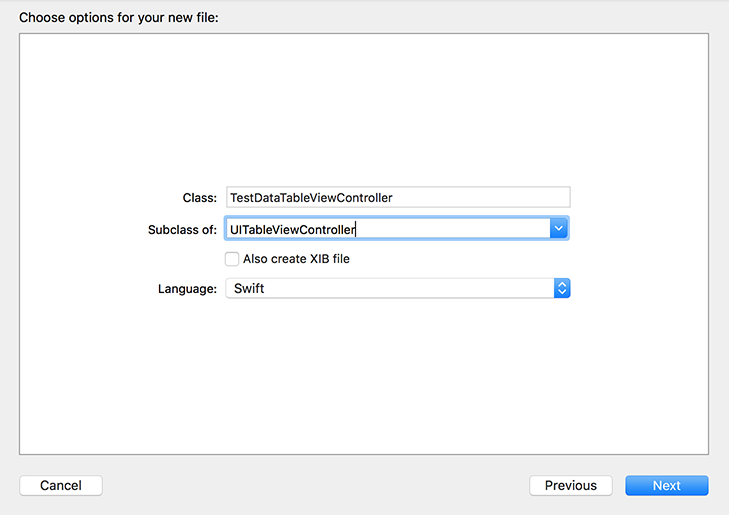 Choose options for your new file:
Class: TestDataTableViewController
Subclass of: UITableViewController
Also create XIB file
Language: Swift
Cancel Previous Next